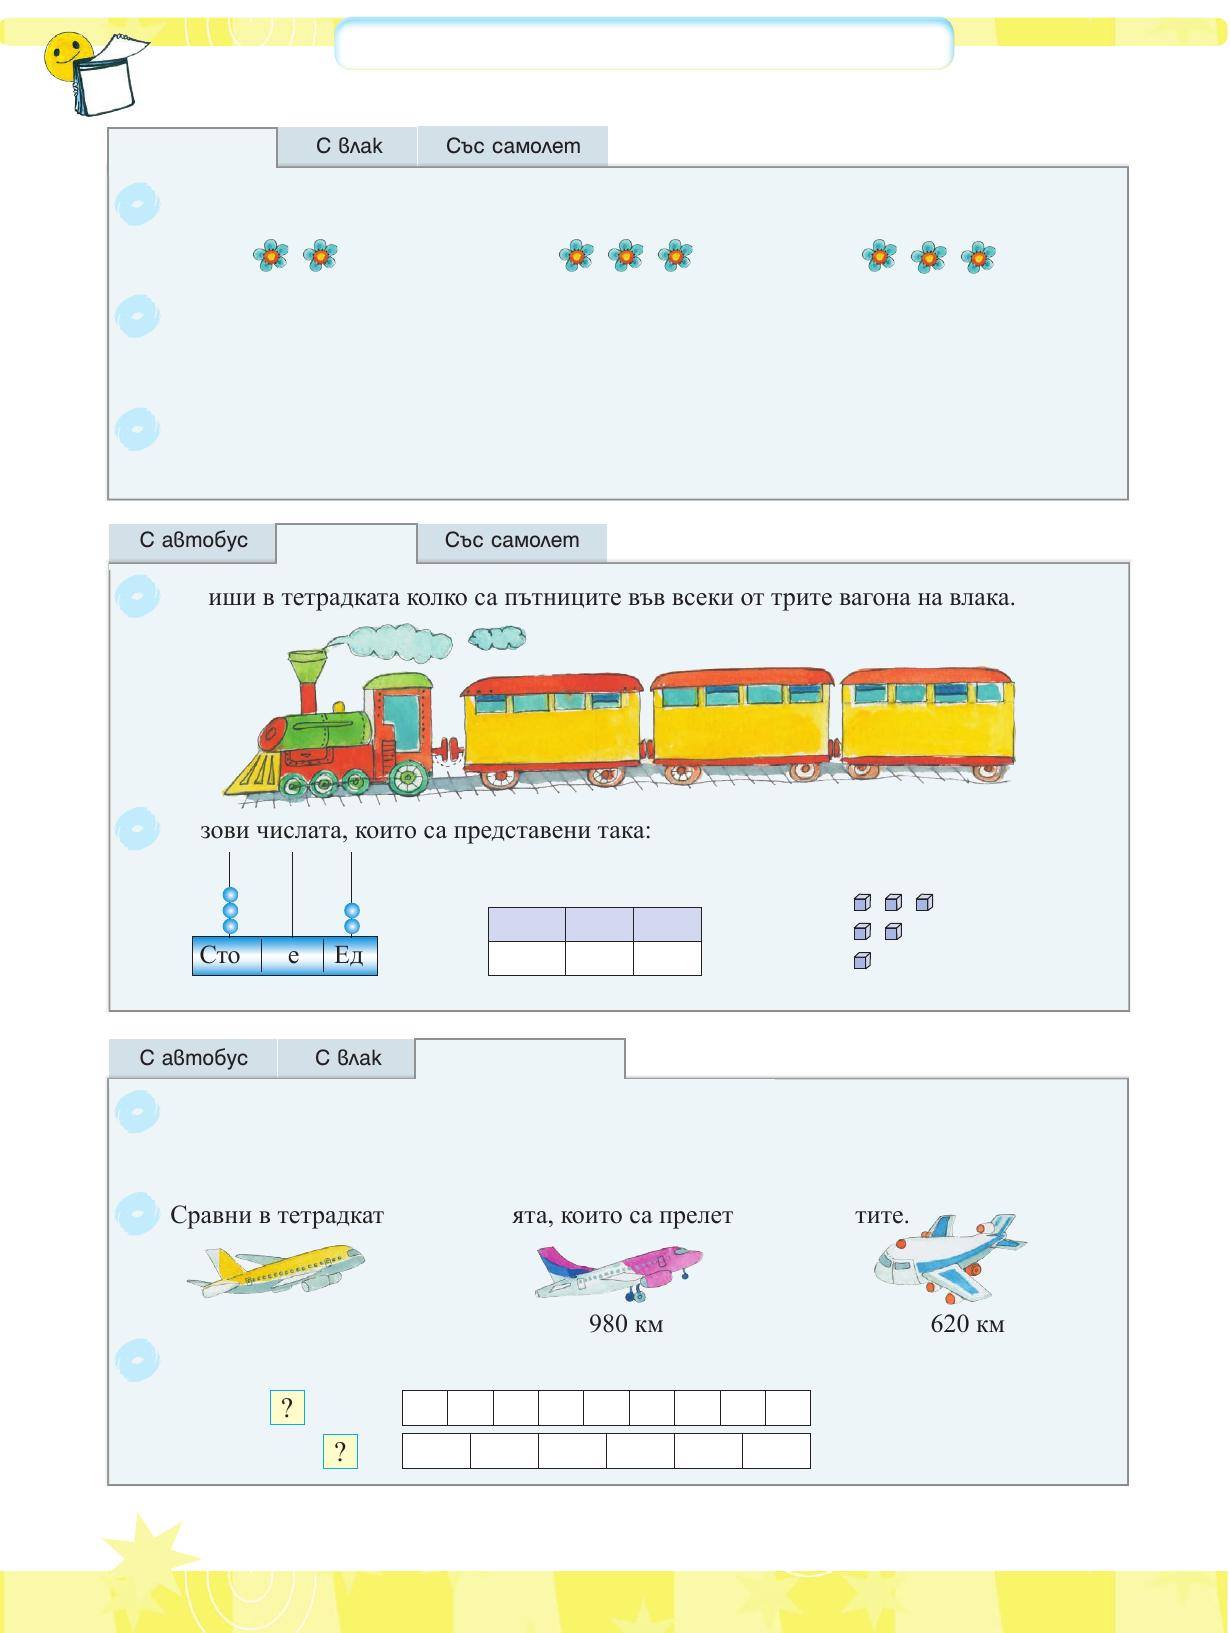 С влак
Със самолет
С автобус
Със самолет
иши в тетрадката колко са пътниците във всеки от трите вагона на влака.
зови числата, които са представени така:
Сто е Ед
С автобус
С влак
Сравни в тетрадкат ята, които са прелет тите.
980 км
620 км
?
?